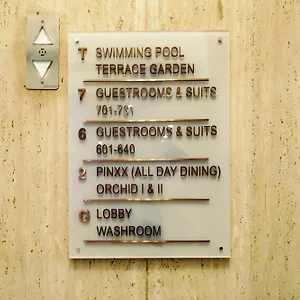 T SWIMMING POOL
TERRACE GARDEN
7 GUESTROOMS & SUITS
701-721
6 GUESTROOMS & SUITS
601-640
2 PINXX (ALL DAY DINING)
ORCHID I & II
G LOBBY
WASHROOM